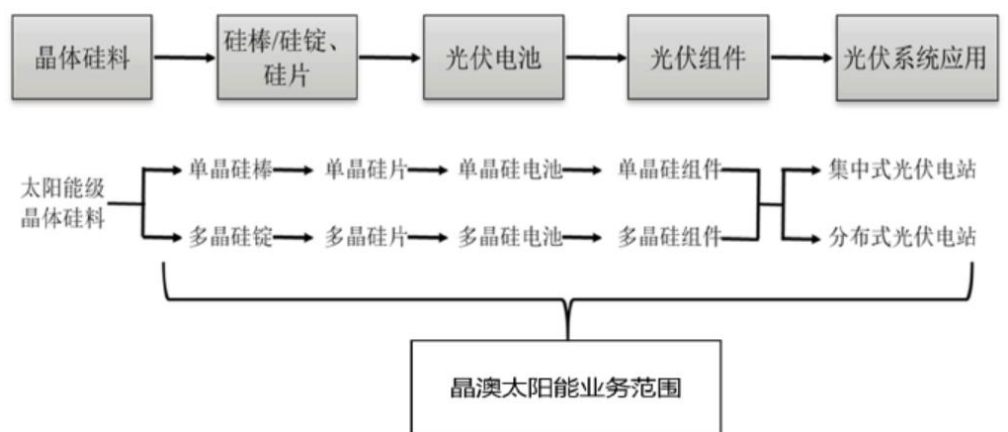 晶体硅料
硅棒/硅锭、
硅片
光伏电池
光伏组件
光伏系统应用
太阳能级
晶体硅料
单晶硅棒
单晶硅片
单晶硅电池
单晶硅组件
集中式光伏电站
多晶硅锭
多晶硅片
多晶硅电池
多晶硅组件
分布式光伏电站
晶澳太阳能业务范围